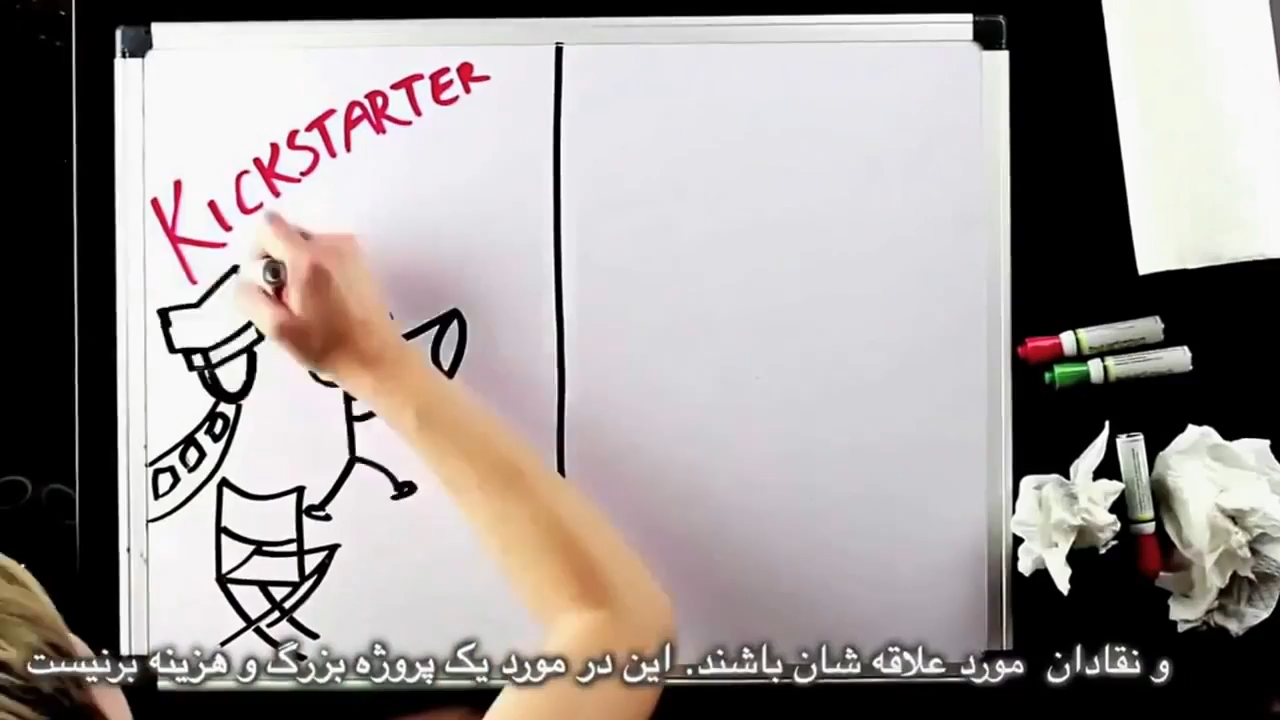 KICKSTARTER
و نقادان مورد علاقه شان باشند. این در مورد یک پروژه بزرگ و هزینه برنیست